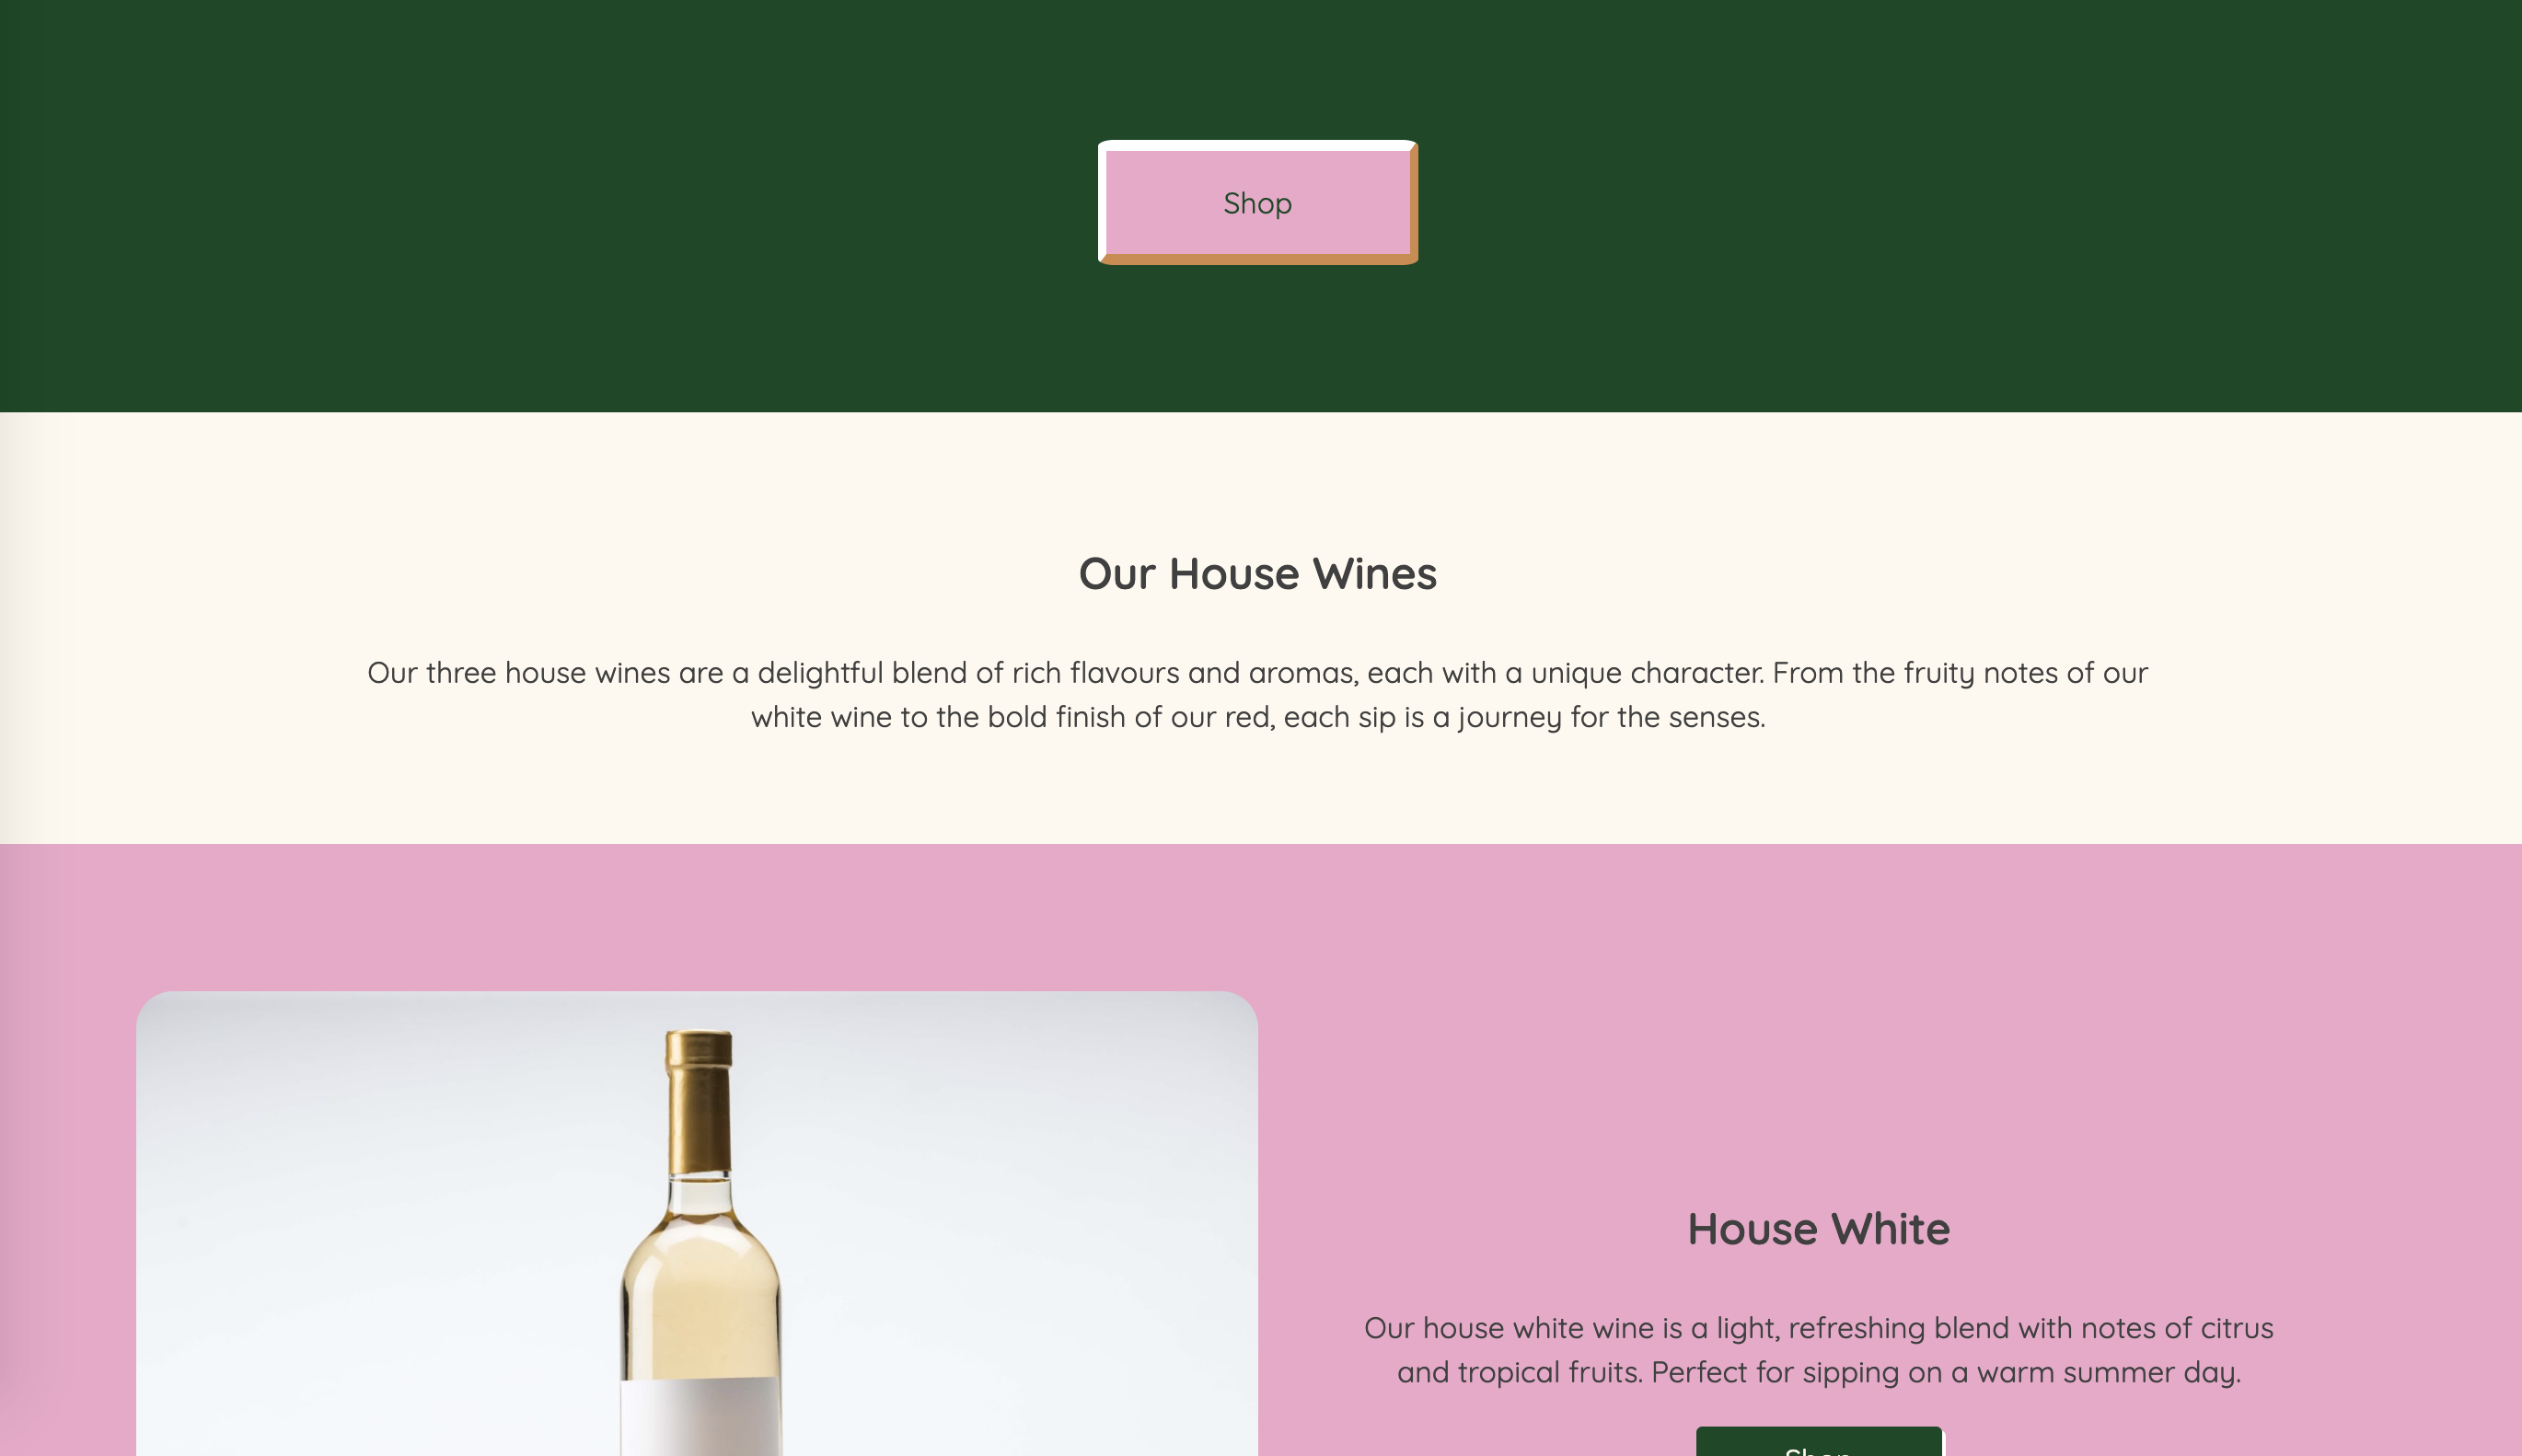 Shop
Our House Wines
Our three house wines are a delightful blend of rich flavours and aromas, each with a unique character. From the fruity notes of our
white wine to the bold finish of our red, each sip is a journey for the senses.
House White
Our house white wine is a light, refreshing blend with notes of citrus
and tropical fruits. Perfect for sipping on a warm summer day.
Shop